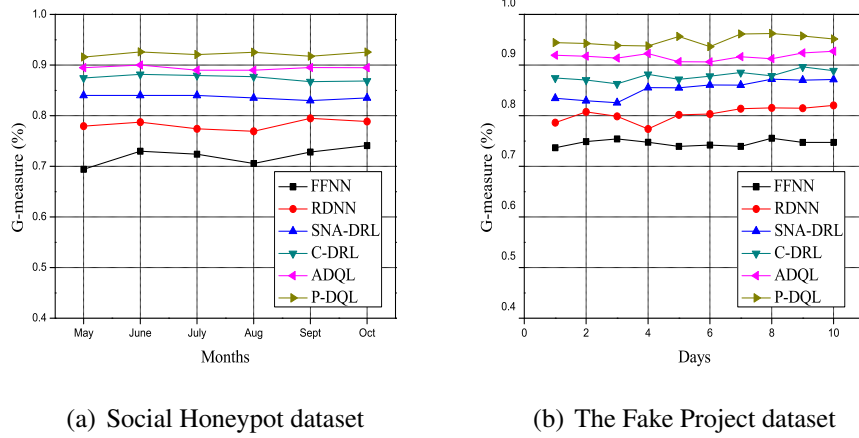 1.0
0.9
0.8
0.7
0.6
0.5
0.4
G-measure (%)
FFNN
RDNN
SNA-DRL
C-DRL
ADQL
P-DQL
May June July Aug Sept Oct
Months
(a) Social Honeypot dataset
1.0
0.9
0.8
0.7
0.6
0.5
0.4
G-measure (%)
FFNN
RDNN
SNA-DRL
C-DRL
ADQL
P-DQL
0 2 4 6 8 10
Days
(b) The Fake Project dataset